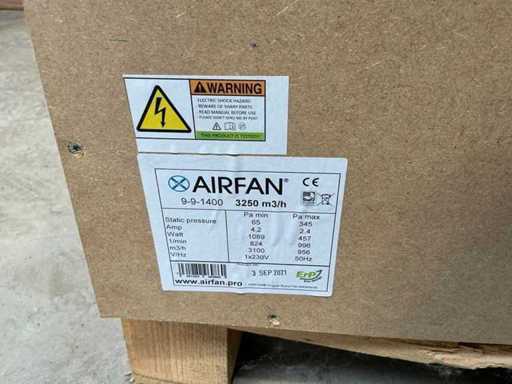 WARNING
ELECTRIC SHOCK HAZARD
BEWARE OF SHARP PARTS
READ MANUAL BEFORE USE
THIS PRODUCT IS TESTED
AIRFAN® CE
9-9-1400 3250 m3/h
Pa min Pa max
Static pressure 65 345
Amp 4.2 2.4
Watt 1089 457
1/min 824 998
m3/h 3100 956
V/Hz 1x230V 50Hz
3 SEP 2021
ErP
www.airfan.pro